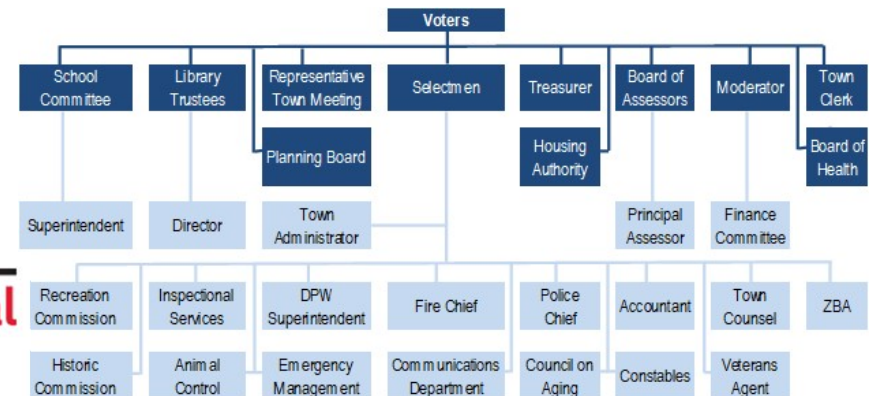 Voters
School
Committee
Library
Trustees
Representative
Town Meeting
Selectmen
Treasurer
Board of
Assessors
Moderator
Town
Clerk
Planning Board
Housing
Authority
Board of
Health
Superintendent
Director
Town
Administrator
Principal
Assessor
Finance
Committee
Recreation
Commission
Inspectional
Services
DPW
Superintendent
Fire Chief
Police
Chief
Accountant
Town
Counsel
ZBA
Historic
Commission
Animal
Control
Emergency
Management
Communications
Department
Council on
Aging
Constables
Veterans
Agent